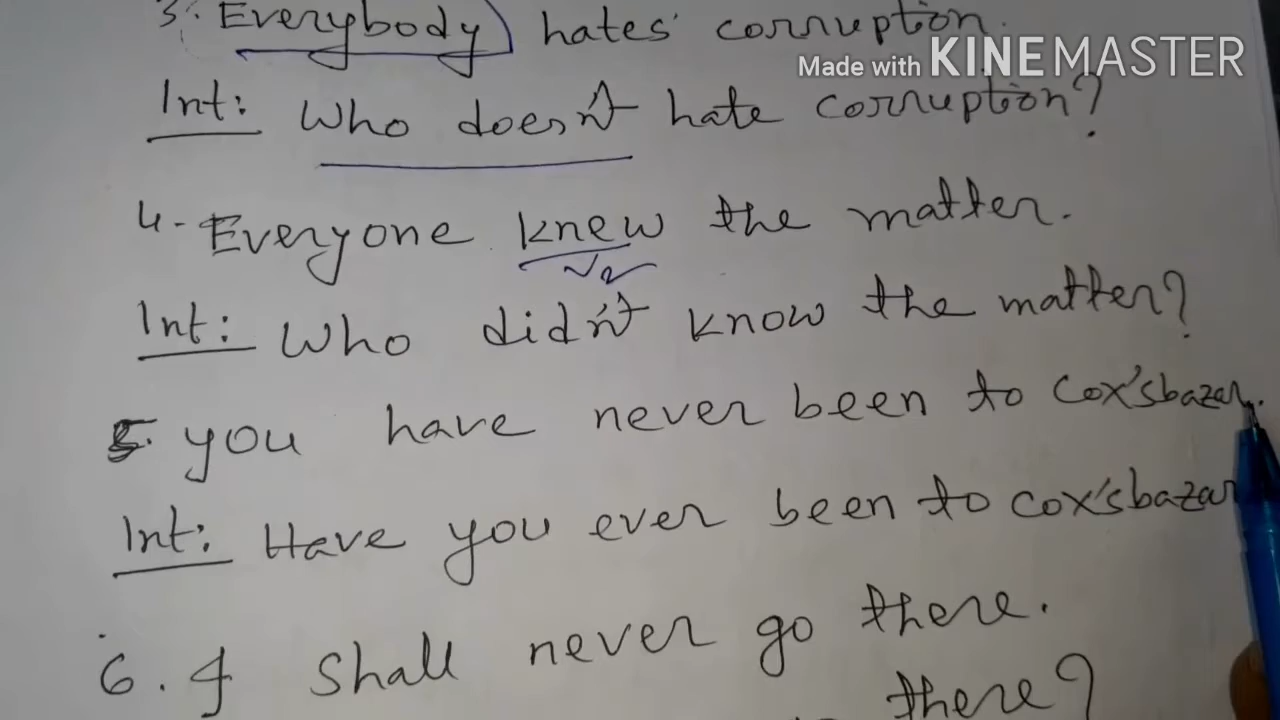 3. Everybody hates corruption.
Made with KINEMASTER
Int: Who doesn't hate corruption?
4. Everyone knew the matter.
V2
Int: Who didn't know the matter?
5. you have never been to Cox'sbazar.
Int: Have you ever been to Cox'sbazar
6. I shall never go there.
there?